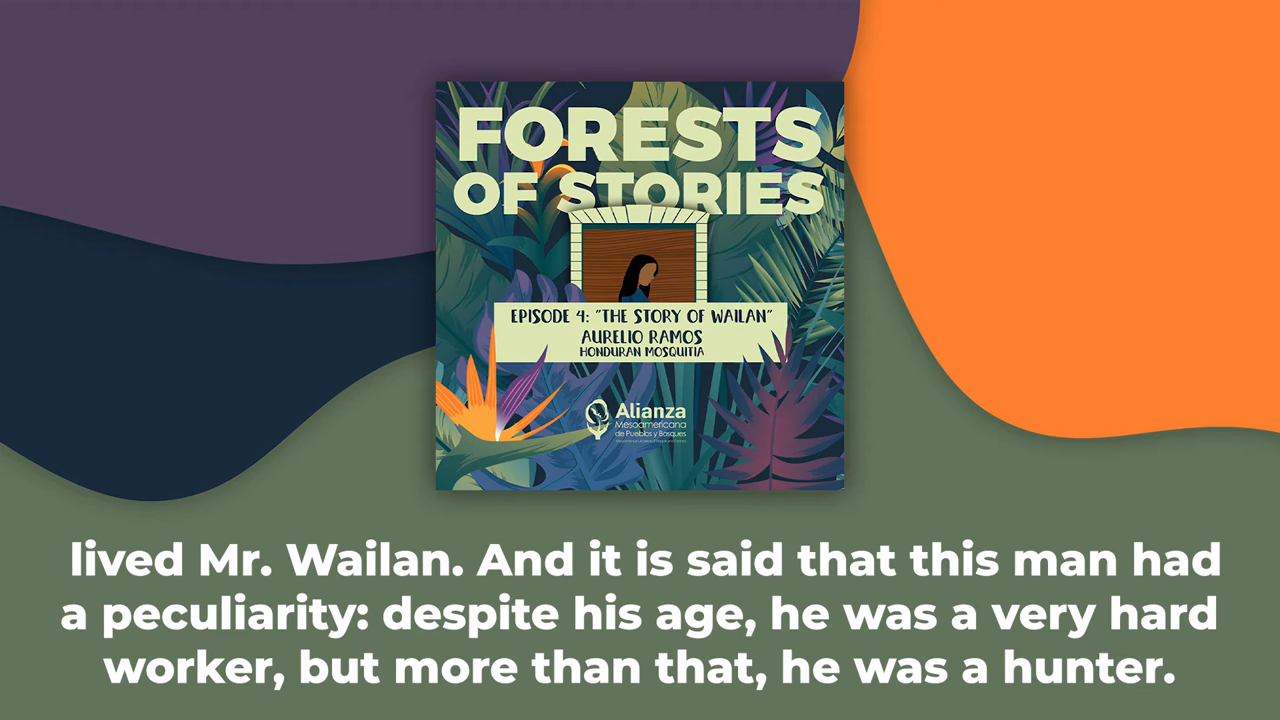 FORESTS
OF STORIES
EPISODE 4: "THE STORY OF WAILAN"
AURELIO RAMOS
HONDURAN MOSQUITIA
Alianza
Mesoamericana
de Pueblos y Bosques
lived Mr. Wailan. And it is said that this man had
a peculiarity: despite his age, he was a very hard
worker, but more than that, he was a hunter.